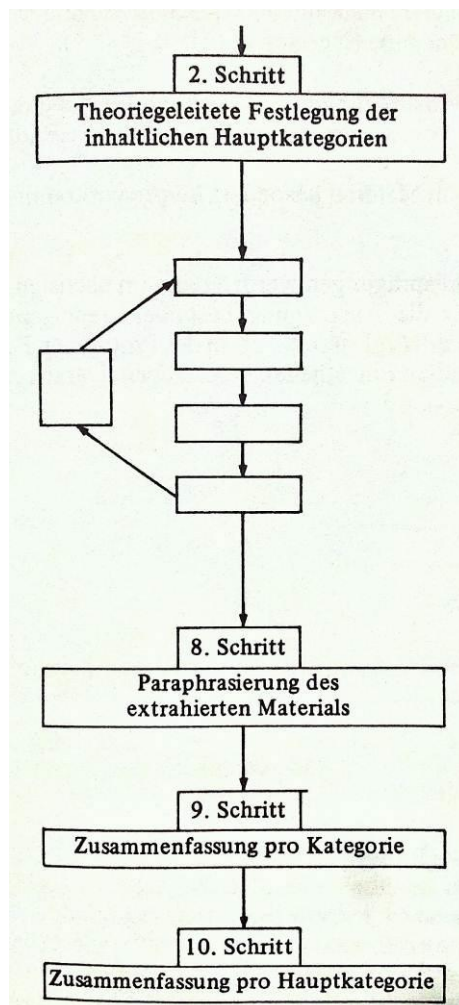 2. Schritt
Theoriegeleitete Festlegung der
inhaltlichen Hauptkategorien
8. Schritt
Paraphrasierung des
extrahierten Materials
9. Schritt
Zusammenfassung pro Kategorie
10. Schritt
Zusammenfassung pro Hauptkategorie